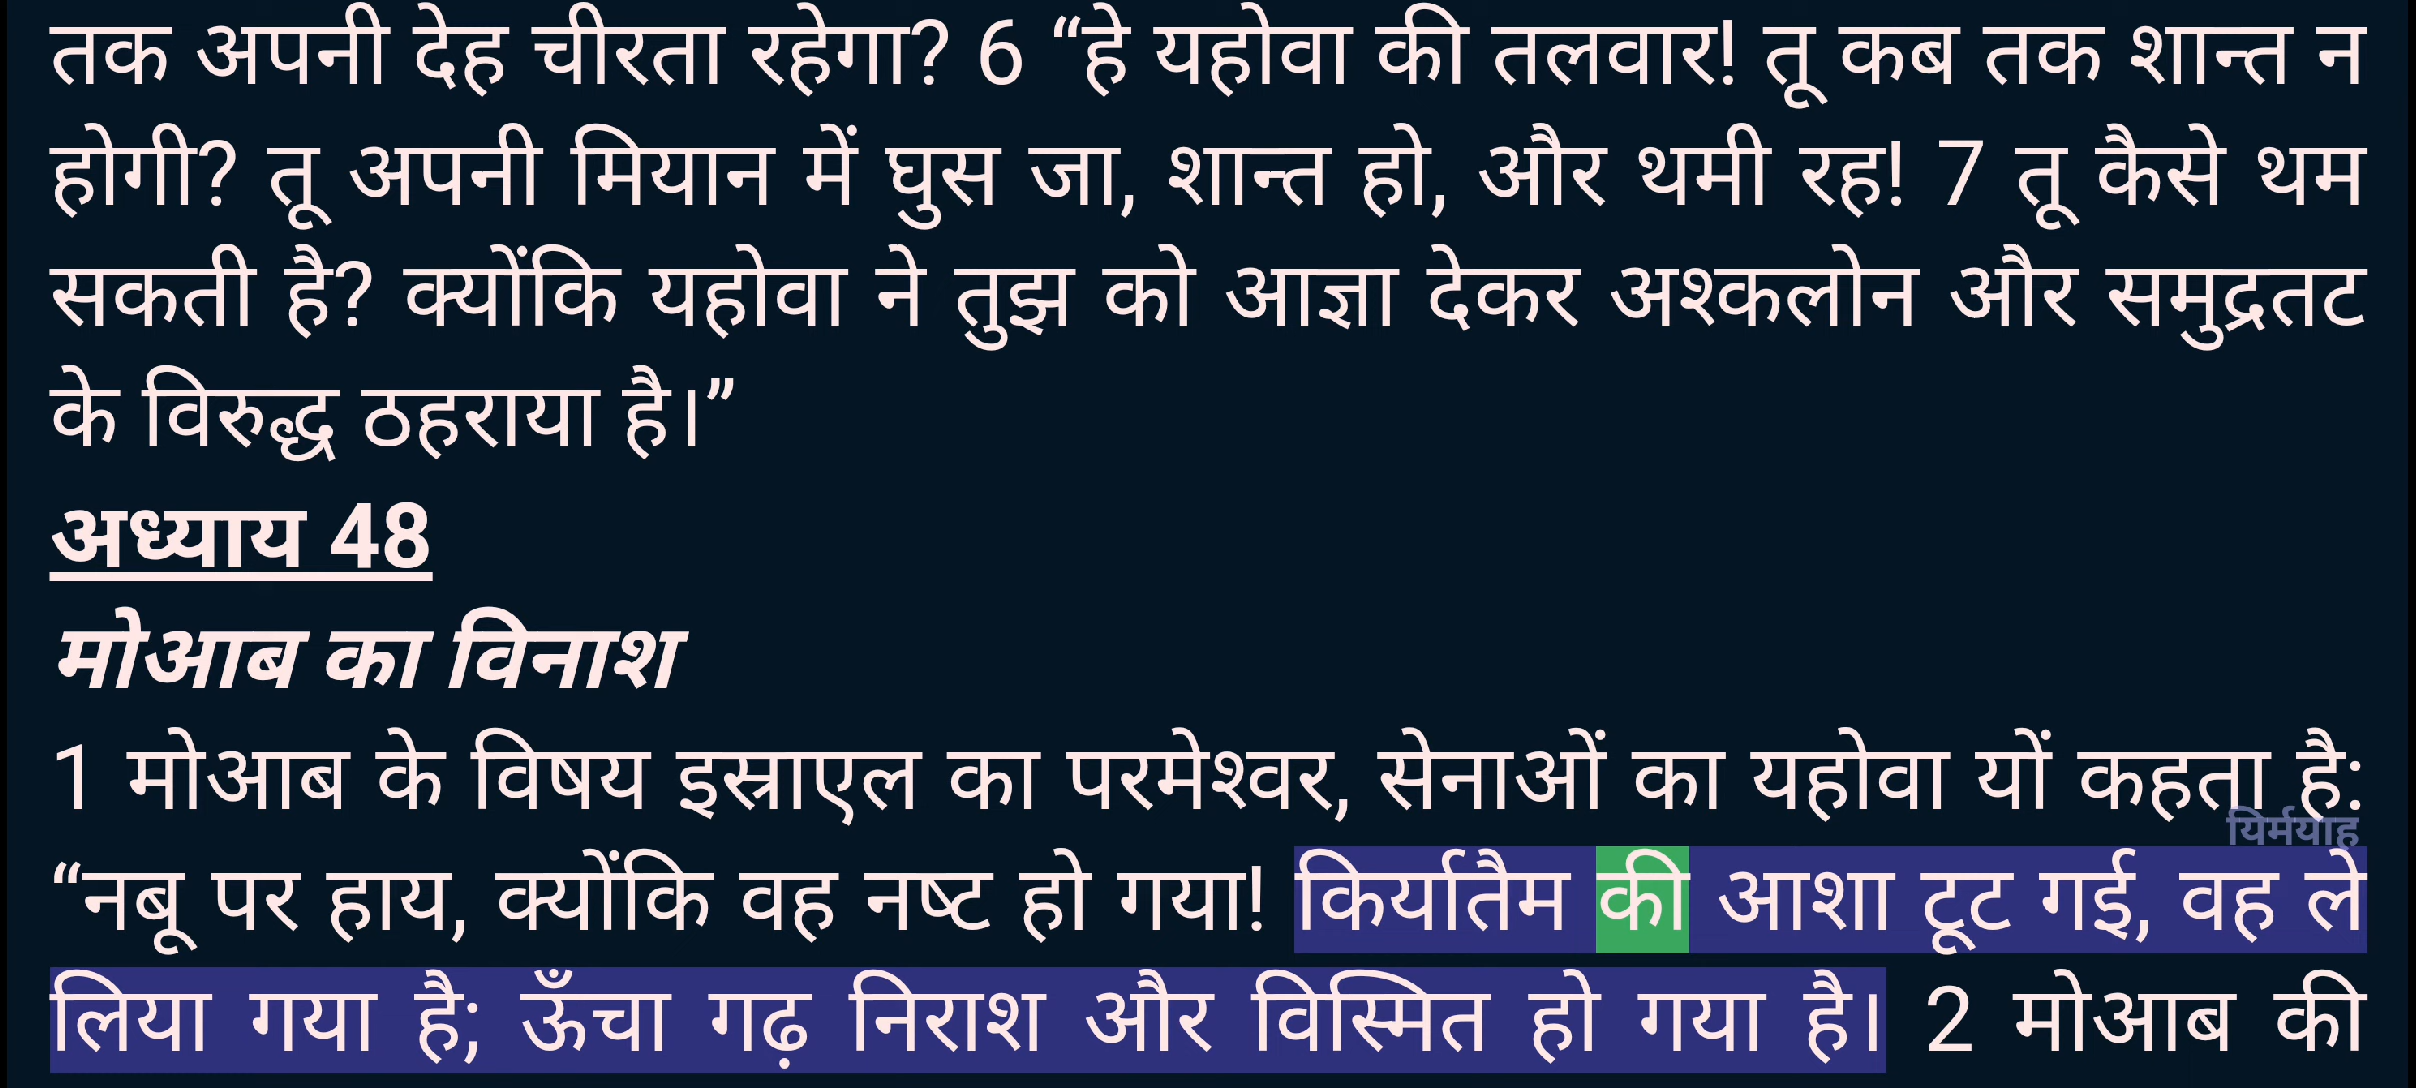 तक अपनी देह चीरता रहेगा? 6 “हे यहोवा की तलवार! तू कब तक शान्त न
होगी? तू अपनी मियान में घुस जा, शान्त हो, और थमी रह! 7 तू कैसे थम
सकती है? क्योंकि यहोवा ने तुझ को आज्ञा देकर अश्कलोन और समुद्रतट
के विरुद्ध ठहराया है।”
अध्याय 48
मोआब का विनाश
1 मोआब के विषय इस्राएल का परमेश्वर, सेनाओं का यहोवा यों कहता है:
यिर्मयाह
“नबू पर हाय, क्योंकि वह नष्ट हो गया! किर्यातैम की आशा टूट गई, वह ले
लिया गया है; ऊँचा गढ़ निराश और विस्मित हो गया है। 2 मोआब की